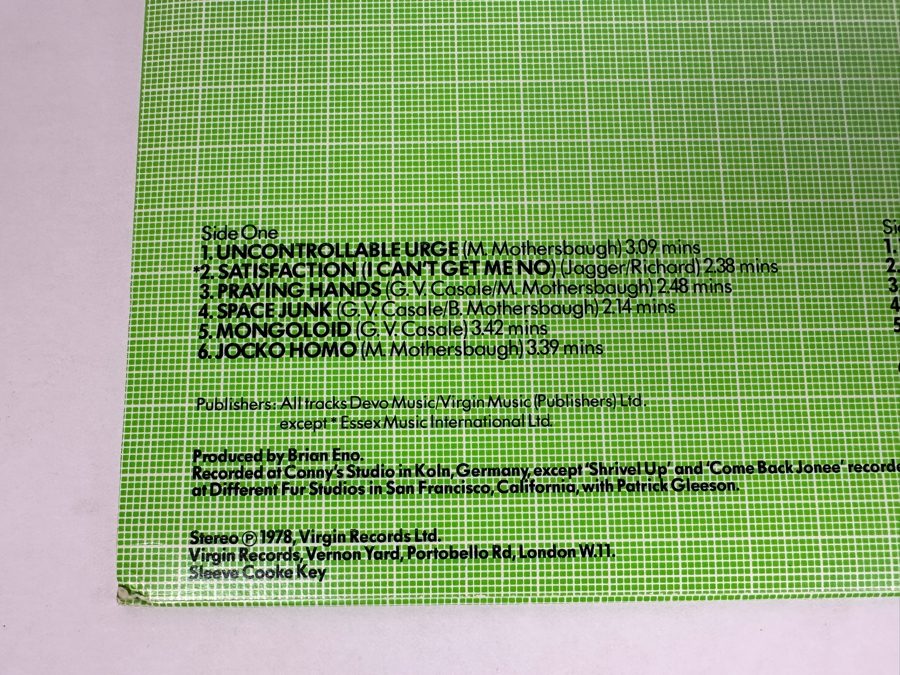 Side One
1. UNCONTROLLABLE URGE (M. Mothersbaugh) 3.09 mins
*2. SATISFACTION (I CAN'T GET ME NO) (Jagger/Richard) 2.38 mins
3. PRAYING HANDS (G. V. Casale/M. Mothersbaugh) 2.48 mins
4. SPACE JUNK (G. V. Casale/B. Mothersbaugh) 2.14 mins
5. MONGOLOID (G. V. Casale) 3.42 mins
6. JOCKO HOMO (M. Mothersbaugh) 3.39 mins
1.
2.
3
4
5
Publishers: All tracks Devo Music/Virgin Music (Publishers) Ltd.
except * Essex Music International Ltd.
Produced by Brian Eno.
Recorded at Conny's Studio in Koln, Germany, except 'Shrivel Up' and 'Come Back Jonee' recorde
at Different Fur Studios in San Francisco, California, with Patrick Gleeson.
Stereo Ⓟ 1978, Virgin Records Ltd.
Virgin Records, Vernon Yard, Portobello Rd, London W.11.
Sleeve Cooke Key